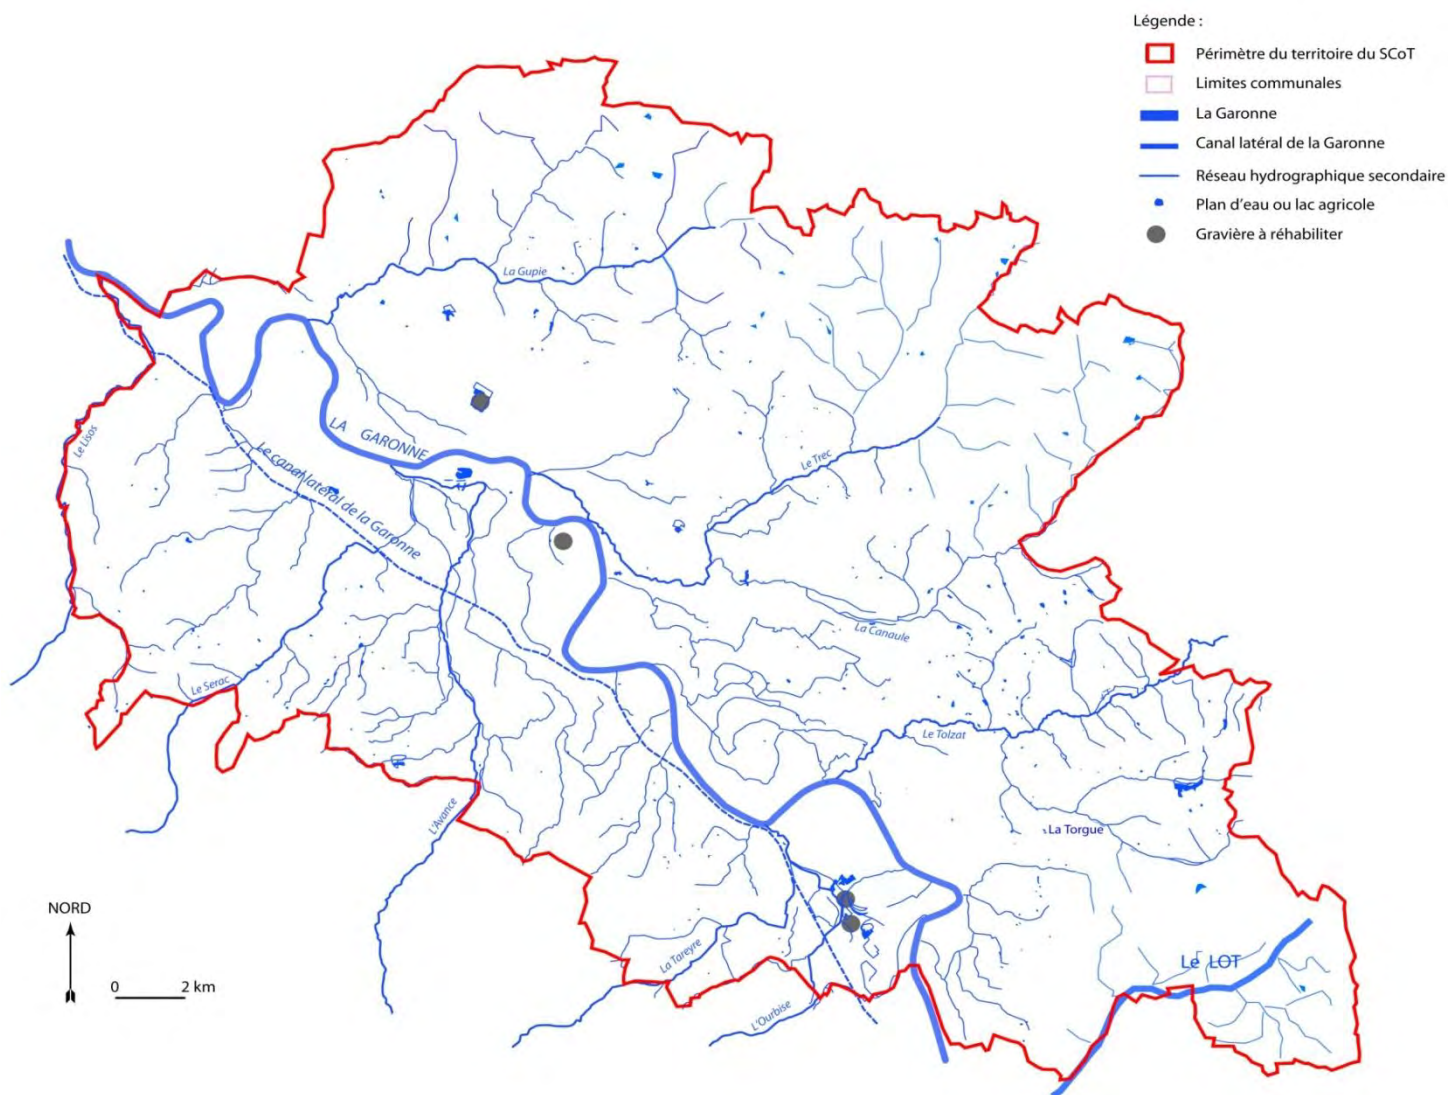 Légende :
Périmètre du territoire du SCoT
Limites communales
La Garonne
Canal latéral de la Garonne
Réseau hydrographique secondaire
Plan d'eau ou lac agricole
Gravière à réhabiliter
La Gupie
Le Lisos
LA GARONNE
Le canal latéral de la Garonne
Le Trec
La Canaule
Le Serac
Le Tolzat
L'Avance
La Torgue
NORD
0 2 km
La Tareyre
Le LOT
L'Ourbise